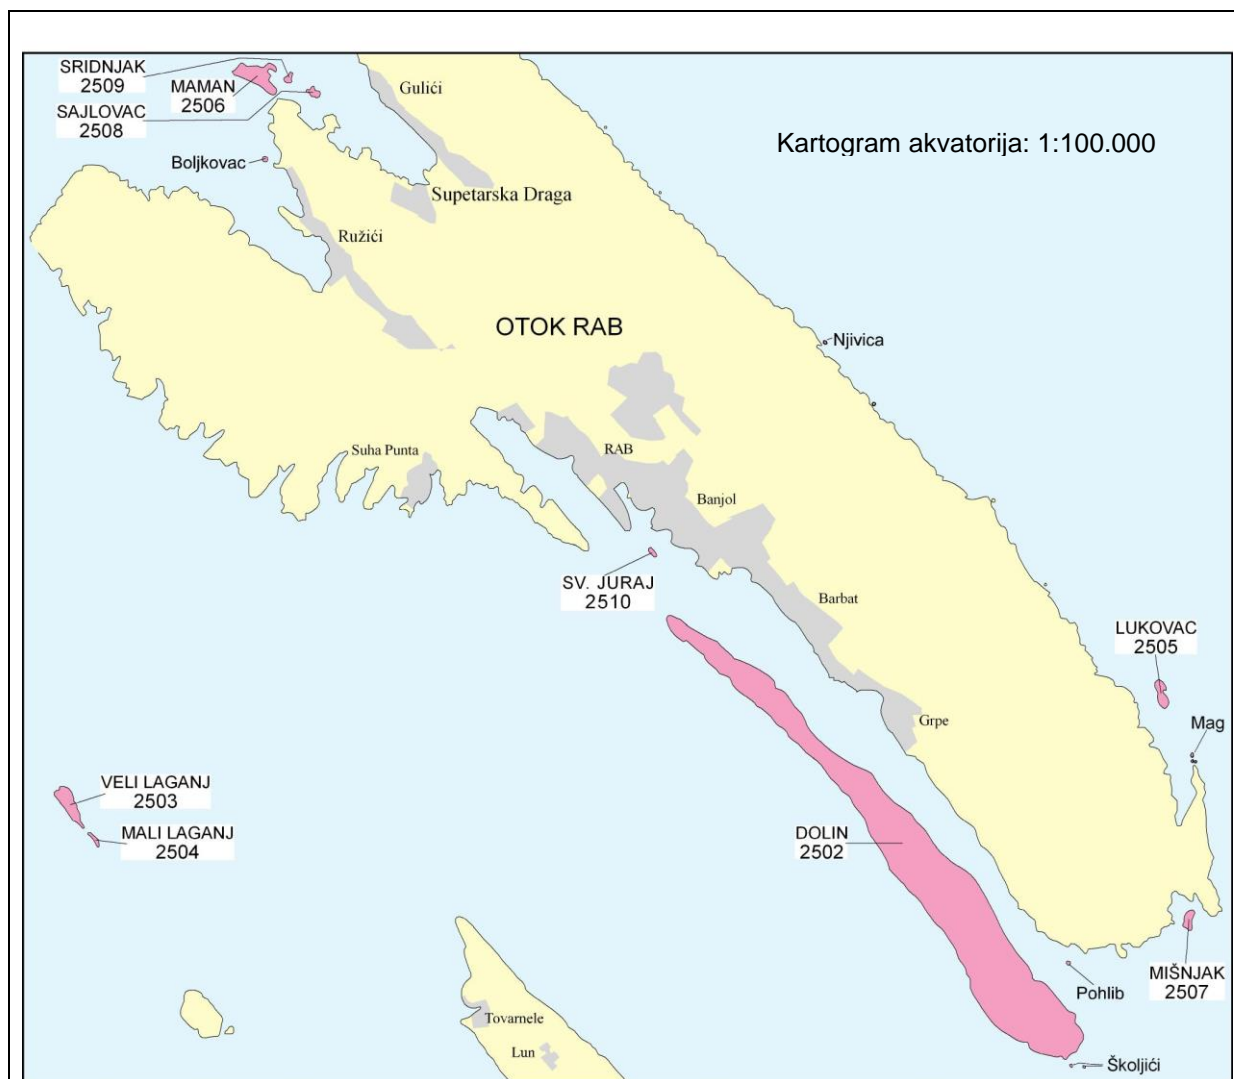 SRIDNJAK
2509
MAMAN
2506
SAJLOVAC
2508
Gulići
Kartogram akvatorija: 1:100.000
Boljkovac
Supetarska Draga
Ružići
OTOK RAB
Njivica
Suha Punta
RAB
Banjol
SV. JURAJ
2510
Barbat
LUKOVAC
2505
Grpe
Mag
VELI LAGANJ
2503
MALI LAGANJ
2504
DOLIN
2502
MIŠNJAK
2507
Pohlib
Tovarnele
Lun
Školjići